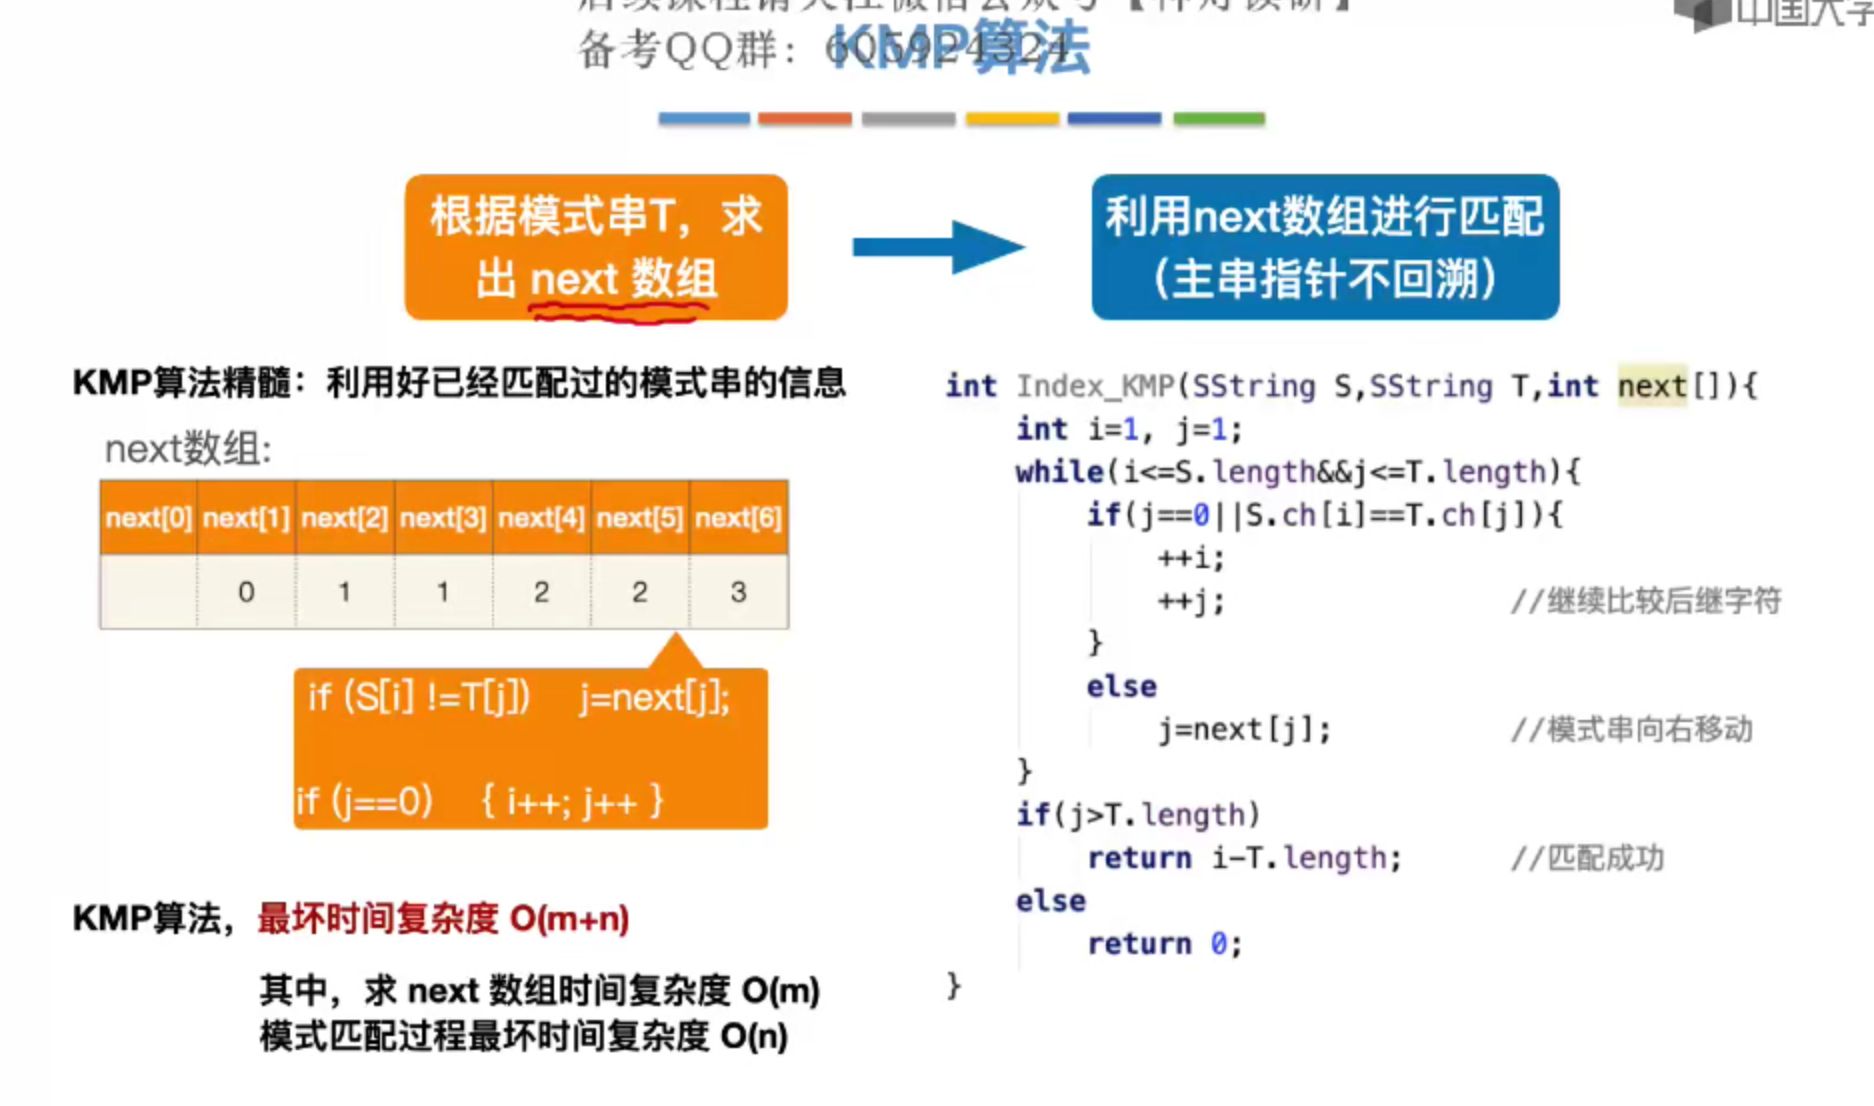 备考QQ群：605924324
KMP算法
中国大学
根据模式串T，求
出 next 数组
利用next数组进行匹配
（主串指针不回溯）
KMP算法精髓：利用好已经匹配过的模式串的信息
next数组:
next[0] next[1] next[2] next[3] next[4] next[5] next[6]
0 1 1 2 2 3
if (S[i] !=T[j]) j=next[j];
if (j==0) { i++; j++ }
KMP算法，最坏时间复杂度 O(m+n)
其中，求 next 数组时间复杂度 O(m)
模式匹配过程最坏时间复杂度 O(n)
int Index_KMP(SString S,SString T,int next[]){
int i=1, j=1;
while(i<=S.length&&j<=T.length){
if(j==0||S.ch[i]==T.ch[j]){
++i;
++j; //继续比较后继字符
}
else
j=next[j]; //模式串向右移动
}
if(j>T.length)
return i-T.length; //匹配成功
else
return 0;
}